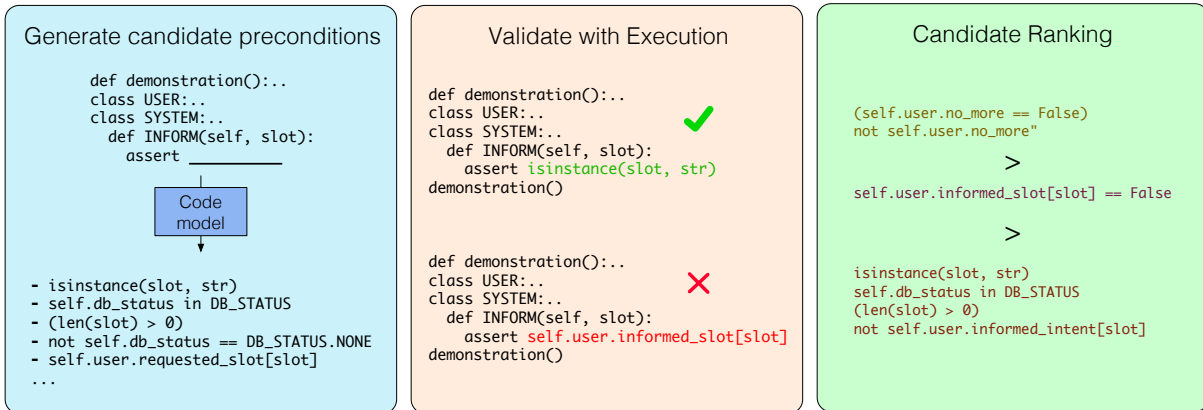 Generate candidate preconditions
def demonstration():..
class USER:..
class SYSTEM:..
def INFORM(self, slot):
assert ___________
Code
model
- isinstance(slot, str)
- self.db_status in DB_STATUS
- (len(slot) > 0)
- not self.db_status == DB_STATUS.NONE
- self.user.requested_slot[slot]
...
Validate with Execution
def demonstration():..
class USER:..
class SYSTEM:..
def INFORM(self, slot):
assert isinstance(slot, str)
demonstration()
def demonstration():..
class USER:..
class SYSTEM:..
def INFORM(self, slot):
assert self.user.informed_slot[slot]
demonstration()
Candidate Ranking
(self.user.no_more == False)
not self.user.no_more"
>
self.user.informed_slot[slot] == False
>
isinstance(slot, str)
self.db_status in DB_STATUS
(len(slot) > 0)
not self.user.informed_intent[slot]